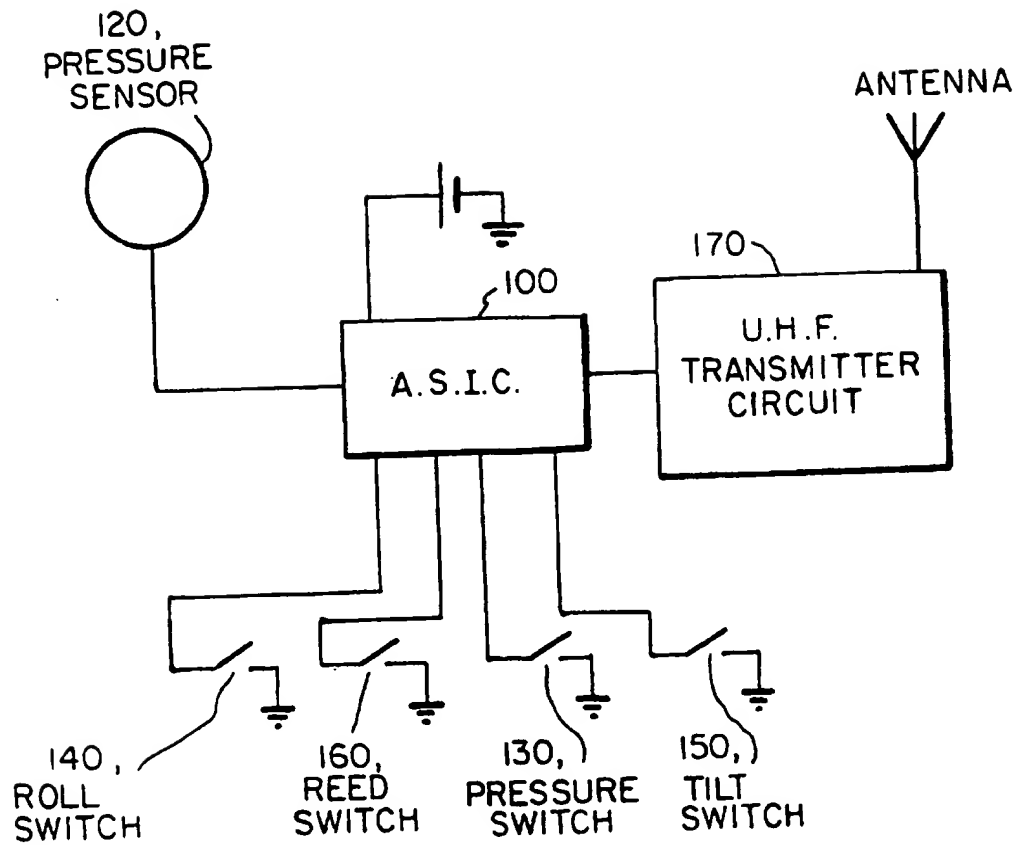 120,
PRESSURE
SENSOR
ANTENNA
100
A.S.I.C.
170
U.H.F.
TRANSMITTER
CIRCUIT
140,
ROLL
SWITCH
160,
REED
SWITCH
130,
PRESSURE
SWITCH
150,
TILT
SWITCH